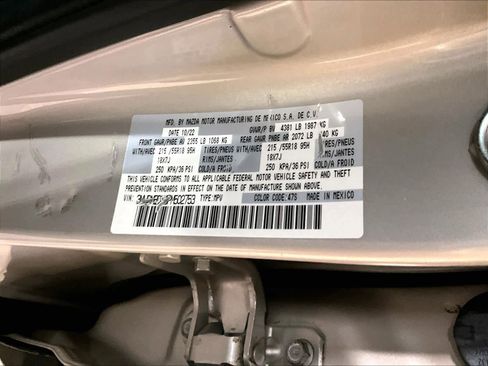 MFD. BY MAZDA MOTOR MANUFACTURING DE MEXICO S.A. DE C.V.
DATE 10/22 GVWR/P BV 4381 LB 1987 KG
FRONT GAWR/PNBE AV 2355 LB 1068 KG REAR GAWR PNBE AR 2072 LB 40 KG
WITH/AVEC 215 /55R18 95H TIRES/PNEUS WITH/AVEC 215 /55R18 95H TIRES/PNEUS
18X7J RIMS/JANTES 18X7J RIMS/JANTES
250 KPA/36 PSI COLD/A FROID 250 KPA/36 PSI COLD/A FROID
THIS VEHICLE CONFORMS TO ALL APPLICABLE FEDERAL MOTOR VEHICLE SAFETY AND THEFT
PREVENTION STANDARDS IN EFFECT ON THE DATE OF MANUFACTURE SHOWN ABOVE.
VIN: TYPE:MPV COLOR CODE:47S MADE IN MEXICO